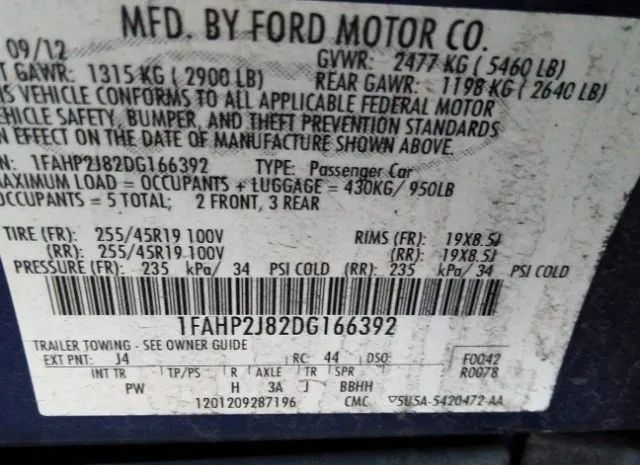 MFD. BY FORD MOTOR CO.
09/12 GVWR: 2477 KG ( 5460 LB)
T GAWR: 1315 KG ( 2900 LB) REAR GAWR: 1198 KG ( 2640 LB)
IS VEHICLE CONFORMS TO ALL APPLICABLE FEDERAL MOTOR
EHICLE SAFETY, BUMPER, AND THEFT PREVENTION STANDARDS
N EFFECT ON THE DATE OF MANUFACTURE SHOWN ABOVE.
N: 1FAHP2J82DG166392 TYPE: Passenger Car
MAXIMUM LOAD = OCCUPANTS + LUGGAGE = 430KG/ 950LB
OCCUPANTS = 5 TOTAL; 2 FRONT, 3 REAR
TIRE (FR): 255/45R19 100V RIMS (FR): 19X8.5J
(RR): 255/45R19 100V (RR): 19X8.5J
PRESSURE (FR): 235 kPa/ 34 PSI COLD (RR): 235 kPa/ 34 PSI COLD
1FAHP2J82DG166392
TRAILER TOWING - SEE OWNER GUIDE
EXT PNT: J4 RC: 44 DSO: F0042
INT TR TP/PS R AXLE TR SPR R0078
PW H 3A J BBHH
1201209287196 CMC ▽5U5A-5420472-AA